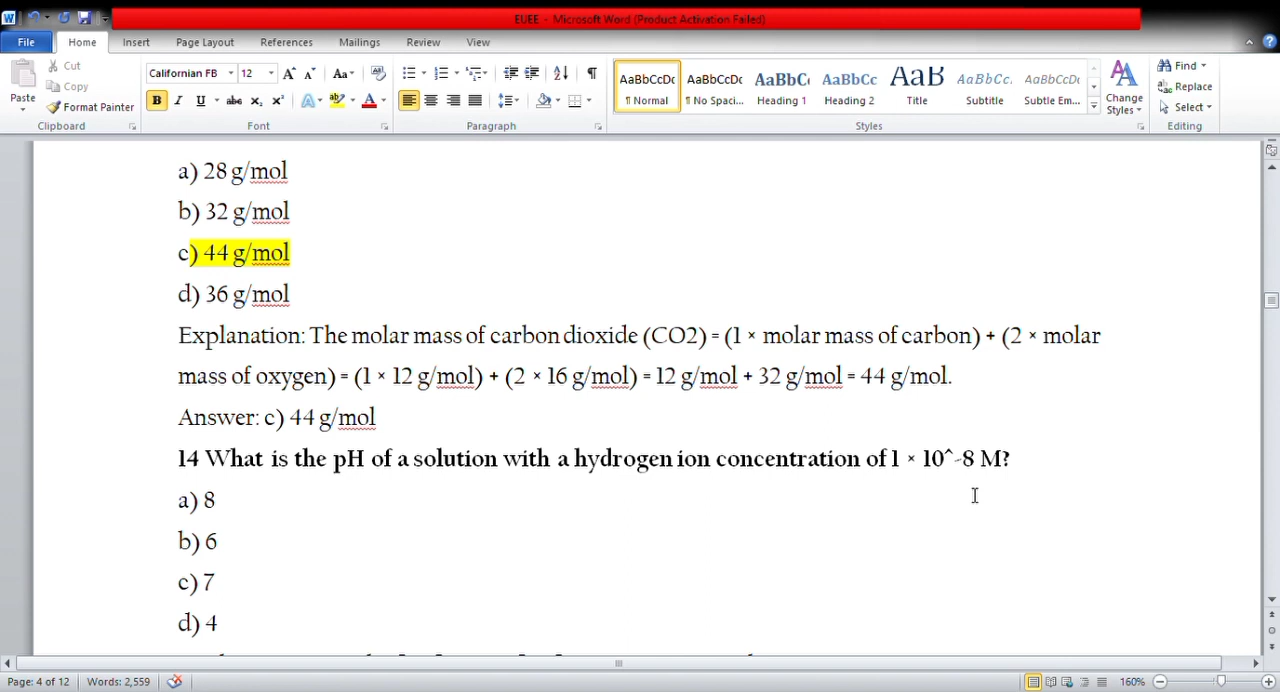 EUEE - Microsoft Word (Product Activation Failed)
File Home Insert Page Layout References Mailings Review View
Paste
Cut
Copy
Format Painter
Clipboard
Californian FB 12
Font
Paragraph
AaBbCcDc AaBbCcDc AaBbC AaBbCc AaB AaBbCc. AaBbCcDc
¶ Normal ¶ No Spaci... Heading 1 Heading 2 Title Subtitle Subtle Em...
Styles
Change Styles
Find
Replace
Select
Editing
a) 28 g/mol
b) 32 g/mol
c) 44 g/mol
d) 36 g/mol
Explanation: The molar mass of carbon dioxide (CO2) = (1 × molar mass of carbon) + (2 × molar
mass of oxygen) = (1 × 12 g/mol) + (2 × 16 g/mol) = 12 g/mol + 32 g/mol = 44 g/mol.
Answer: c) 44 g/mol
14 What is the pH of a solution with a hydrogen ion concentration of 1 × 10^-8 M?
a) 8
b) 6
c) 7
d) 4
Page: 4 of 12 Words: 2,559 160%